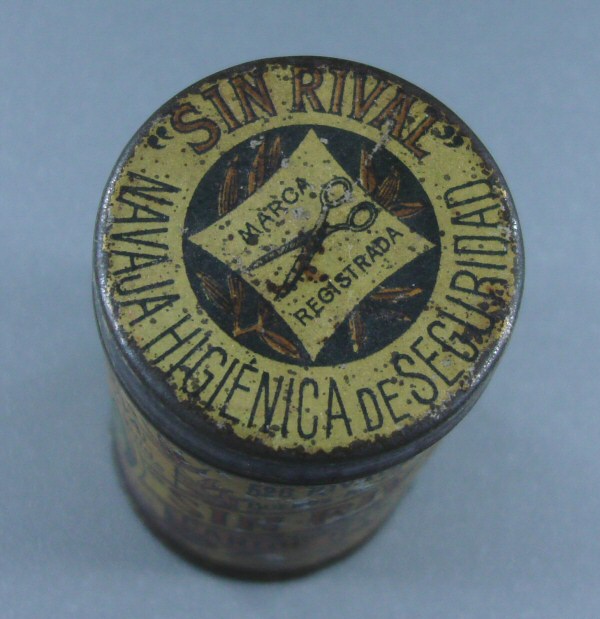 "SIN RIVAL"
MARCA
REGISTRADA
NAVAJA HIGIÉNICA DE SEGURIDAD